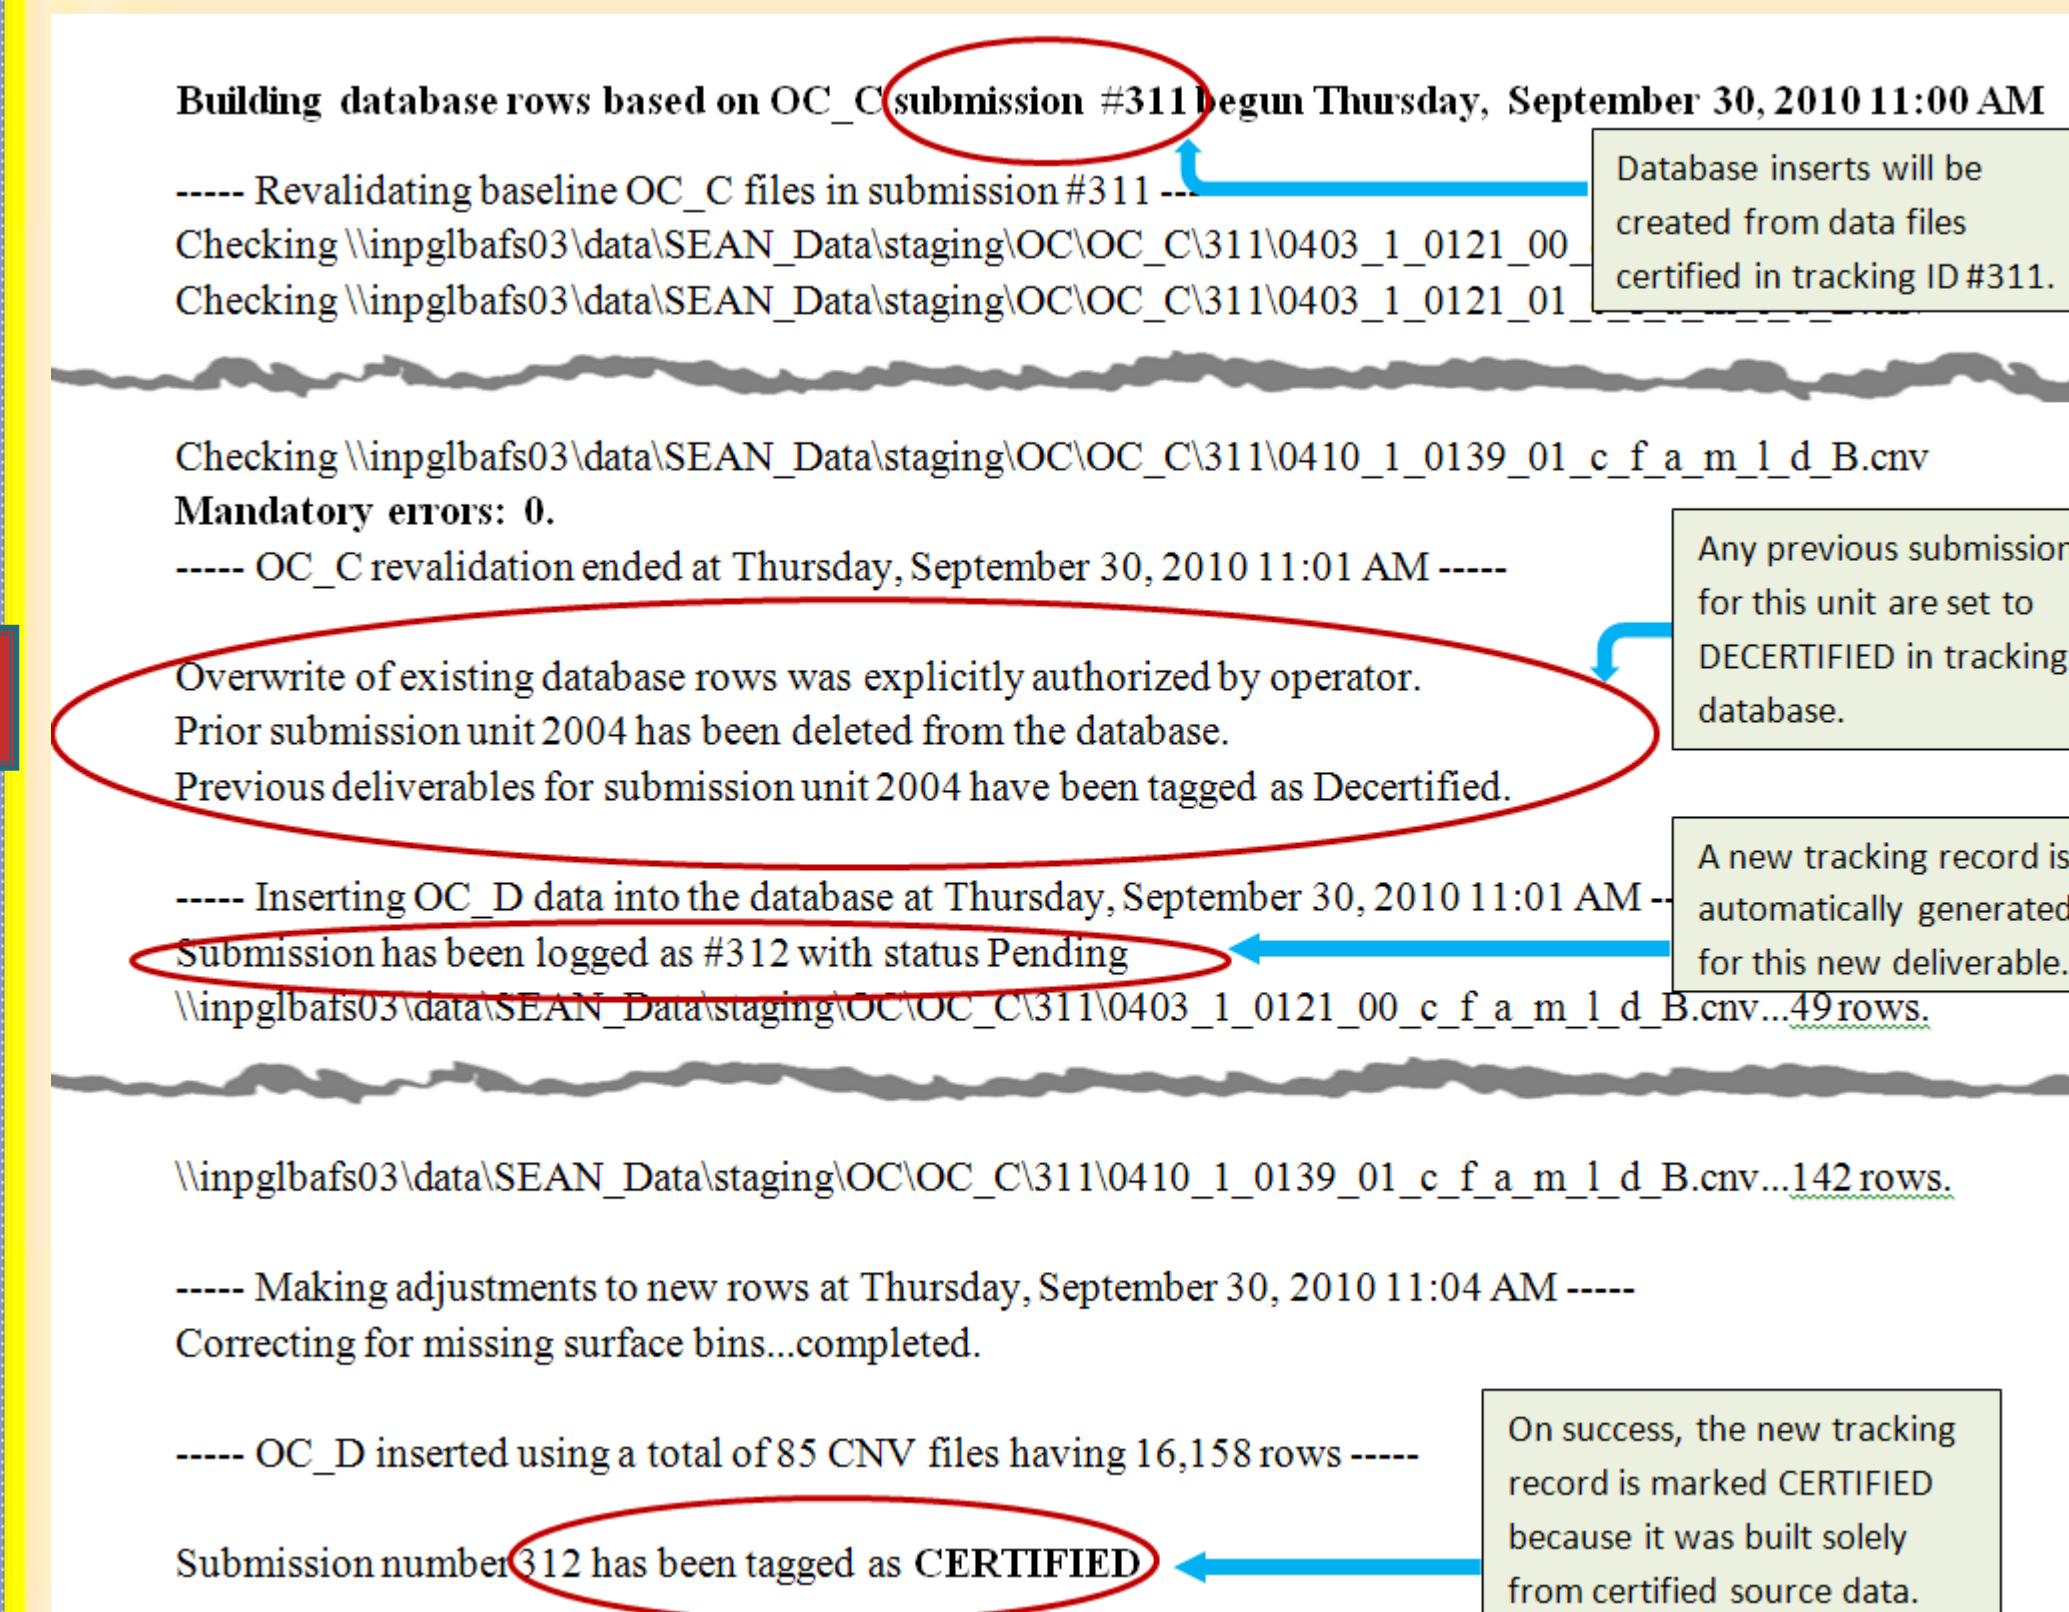 Building database rows based on OC_C submission #311 begun Thursday, September 30, 2010 11:00 AM
Database inserts will be
created from data files
certified in tracking ID #311.
----- Revalidating baseline OC_C files in submission #311 ---
Checking \\inpglbafs03\data\SEAN_Data\staging\OC\OC_C\311\0403_1_0121_00_
Checking \\inpglbafs03\data\SEAN_Data\staging\OC\OC_C\311\0403_1_0121_01_
Checking \\inpglbafs03\data\SEAN_Data\staging\OC\OC_C\311\0410_1_0139_01_c_f_a_m_l_d_B.cnv
Mandatory errors: 0.
----- OC_C revalidation ended at Thursday, September 30, 2010 11:01 AM -----
Any previous submission
for this unit are set to
DECERTIFIED in tracking
database.
Overwrite of existing database rows was explicitly authorized by operator.
Prior submission unit 2004 has been deleted from the database.
Previous deliverables for submission unit 2004 have been tagged as Decertified.
A new tracking record is
automatically generated
for this new deliverable.
----- Inserting OC_D data into the database at Thursday, September 30, 2010 11:01 AM --
Submission has been logged as #312 with status Pending
\\inpglbafs03\data\SEAN_Data\staging\OC\OC_C\311\0403_1_0121_00_c_f_a_m_l_d_B.cnv...49 rows.
\\inpglbafs03\data\SEAN_Data\staging\OC\OC_C\311\0410_1_0139_01_c_f_a_m_l_d_B.cnv...142 rows.
----- Making adjustments to new rows at Thursday, September 30, 2010 11:04 AM -----
Correcting for missing surface bins...completed.
----- OC_D inserted using a total of 85 CNV files having 16,158 rows -----
Submission number 312 has been tagged as CERTIFIED
On success, the new tracking
record is marked CERTIFIED
because it was built solely
from certified source data.